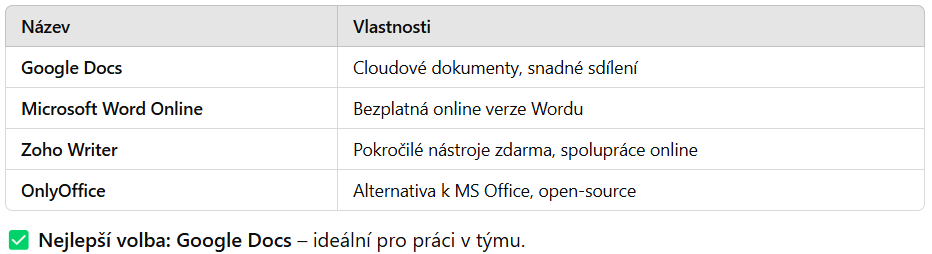 Název Vlastnosti
Google Docs Cloudové dokumenty, snadné sdílení
Microsoft Word Online Bezplatná online verze Wordu
Zoho Writer Pokročilé nástroje zdarma, spolupráce online
OnlyOffice Alternativa k MS Office, open-source
✅ Nejlepší volba: Google Docs – ideální pro práci v týmu.